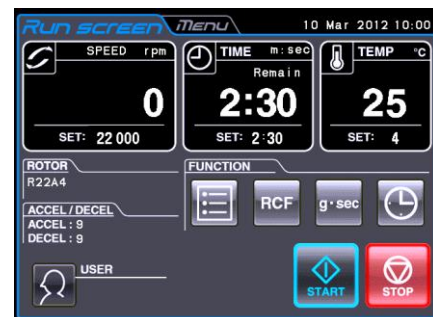 Run screen Menu 10 Mar 2012 10:00
SPEED rpm
0
SET: 22 000
TIME m:sec
Remain
2:30
SET: 2:30
TEMP °C
25
SET: 4
ROTOR
R22A4
ACCEL/DECEL
ACCEL: 9
DECEL: 9
USER
FUNCTION
RCF
g·sec
START
STOP